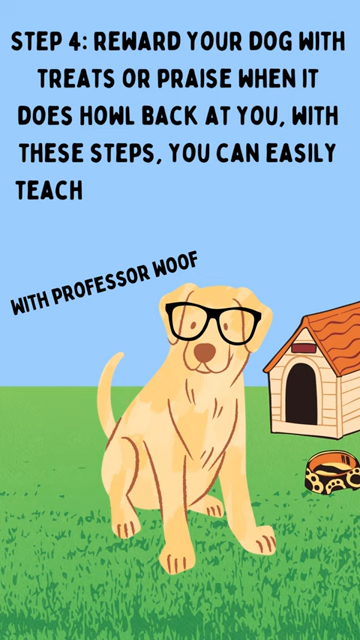 STEP 4: REWARD YOUR DOG WITH
TREATS OR PRAISE WHEN IT
DOES HOWL BACK AT YOU, WITH
THESE STEPS, YOU CAN EASILY
TEACH
WITH PROFESSOR WOOF